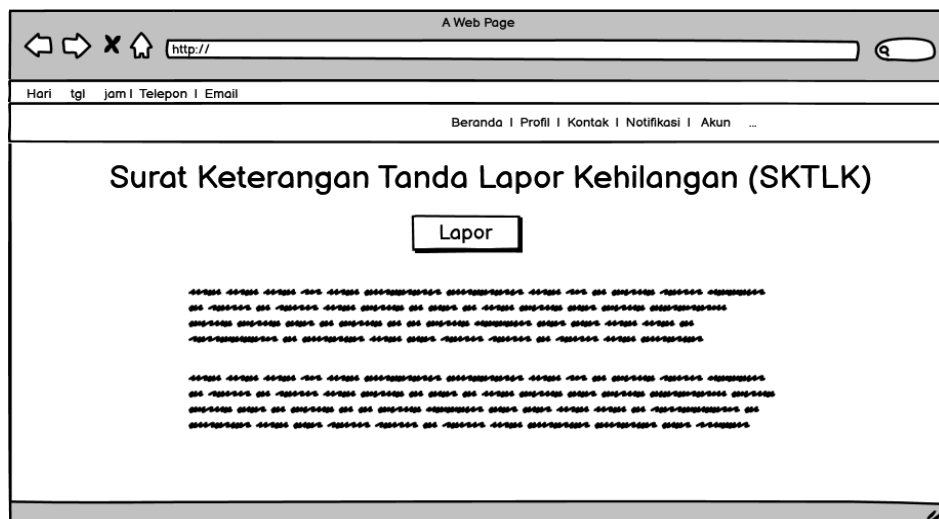 A Web Page
http://
Hari tgl jam | Telepon | Email
Beranda | Profil | Kontak | Notifikasi | Akun ...
Surat Keterangan Tanda Lapor Kehilangan (SKTLK)
Lapor